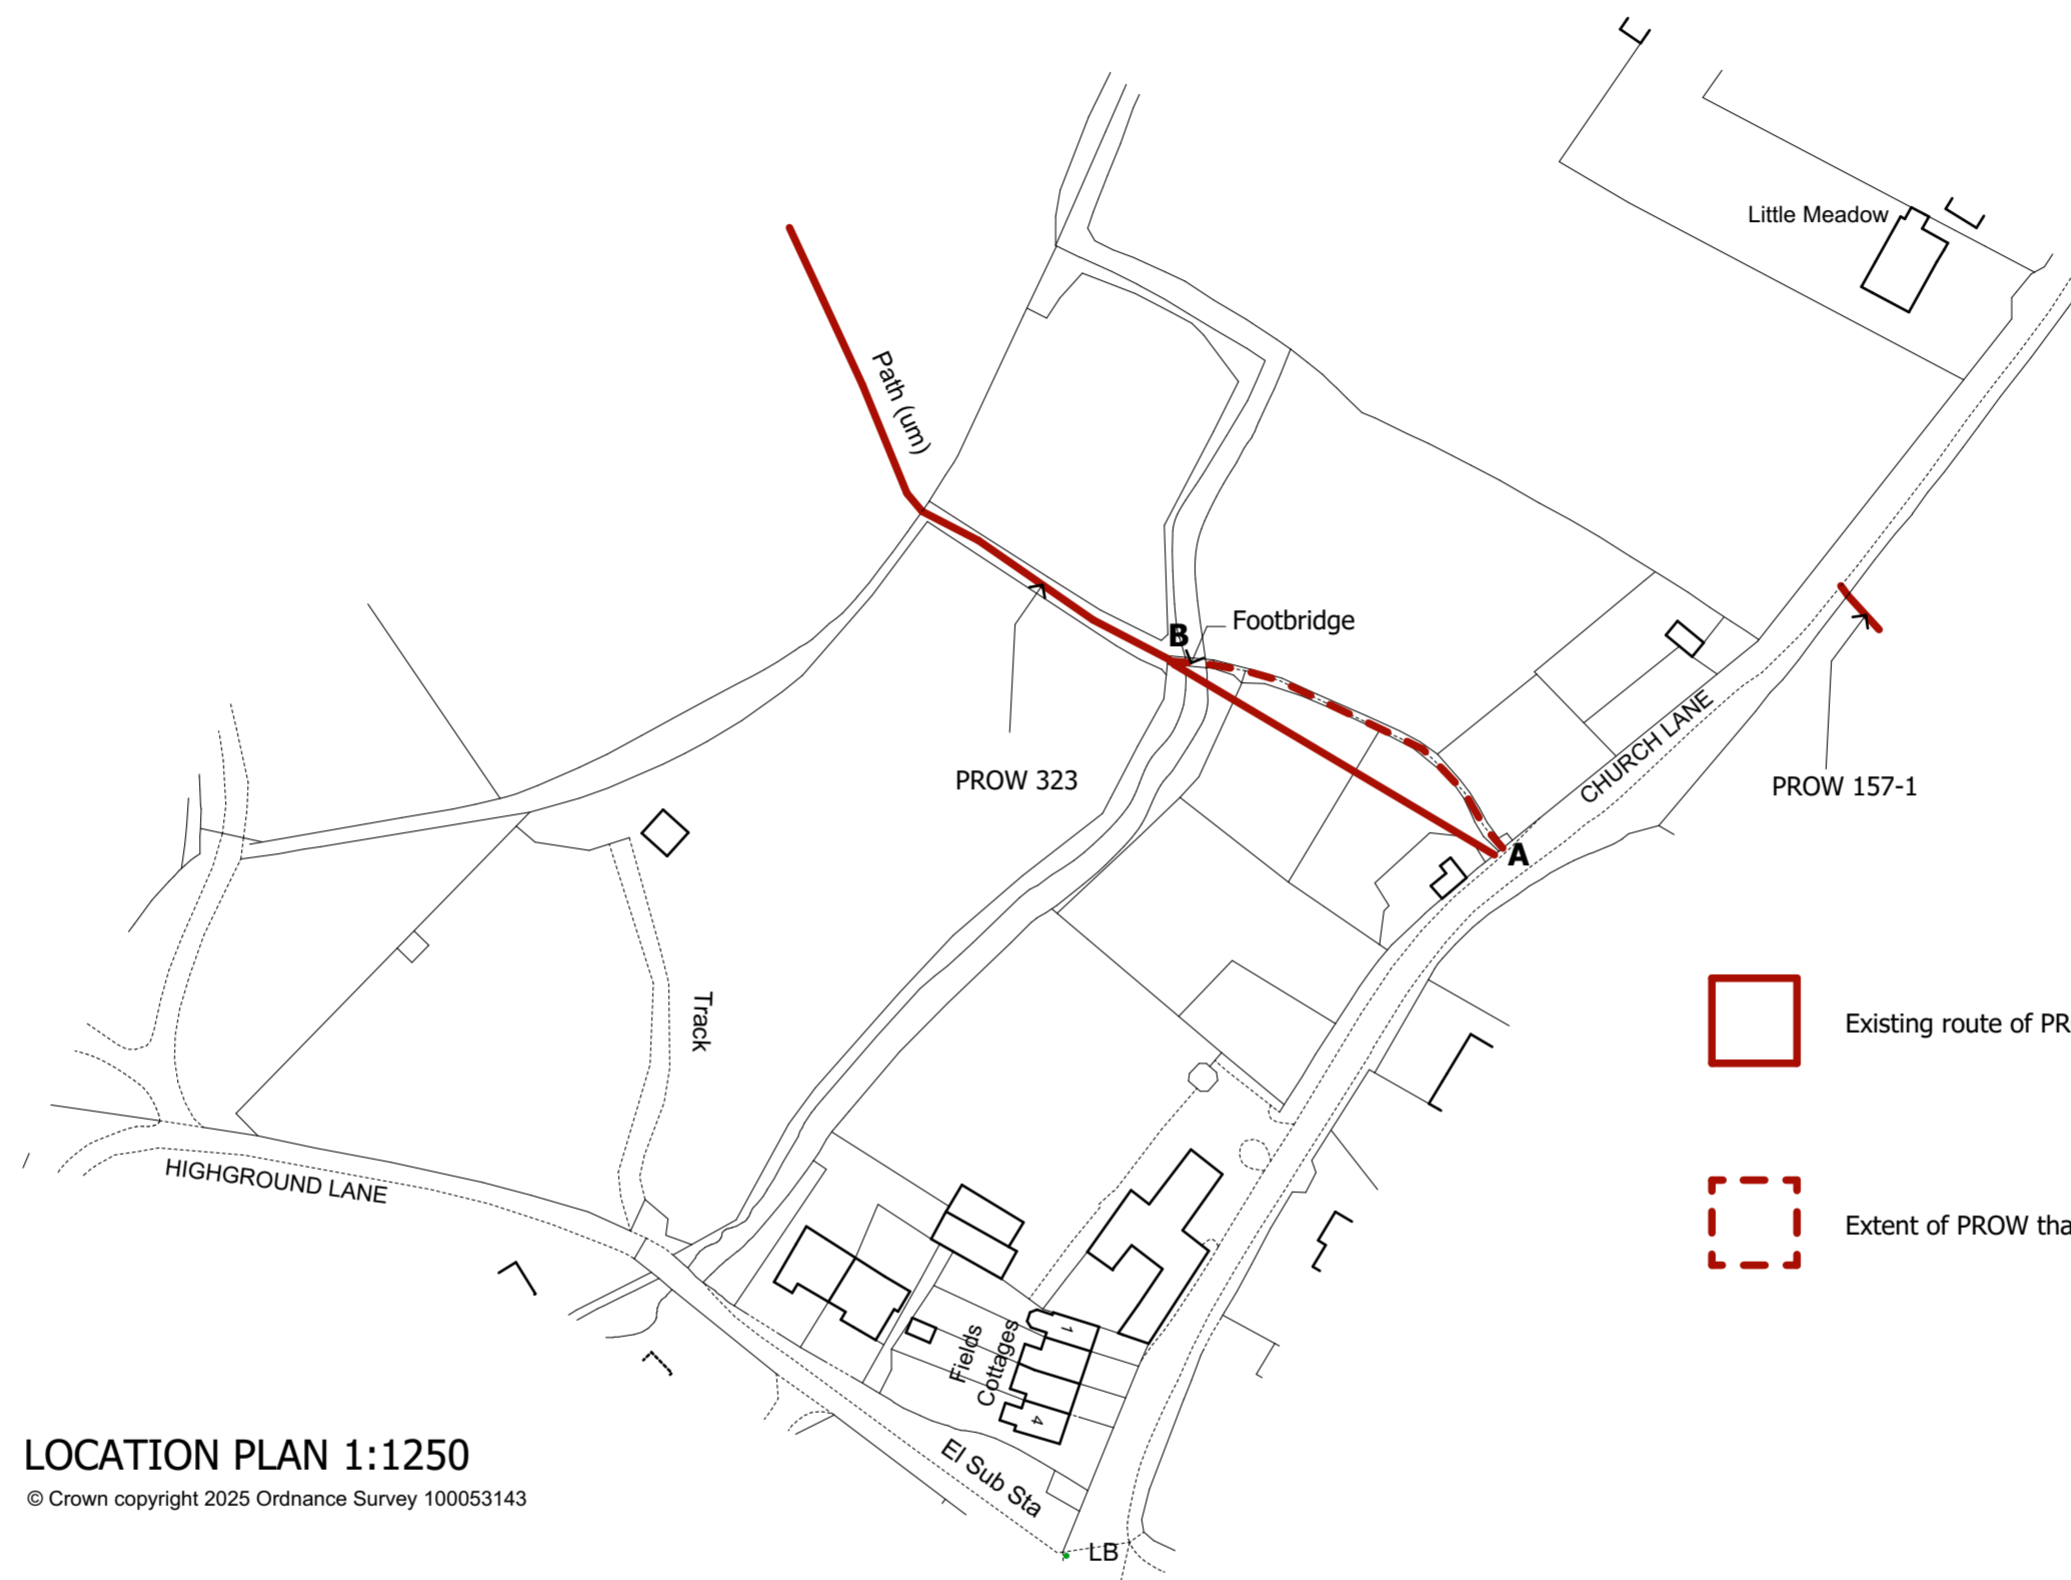 Little Meadow
Path (um)
B
Footbridge
PROW 323
CHURCH LANE
PROW 157-1
A
Existing route of PR
Track
HIGHGROUND LANE
Extent of PROW tha
Fields
Cottages
1
4
El Sub Sta
LB
LOCATION PLAN 1:1250
© Crown copyright 2025 Ordnance Survey 100053143